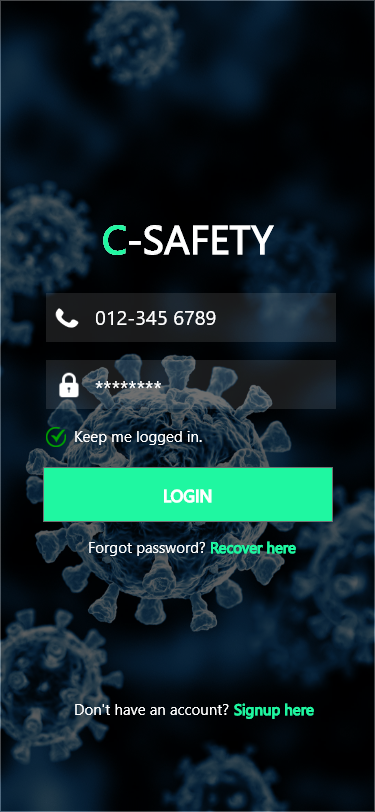 C-SAFETY
012-345 6789
********
Keep me logged in.
LOGIN
Forgot password? Recover here
Don't have an account? Signup here